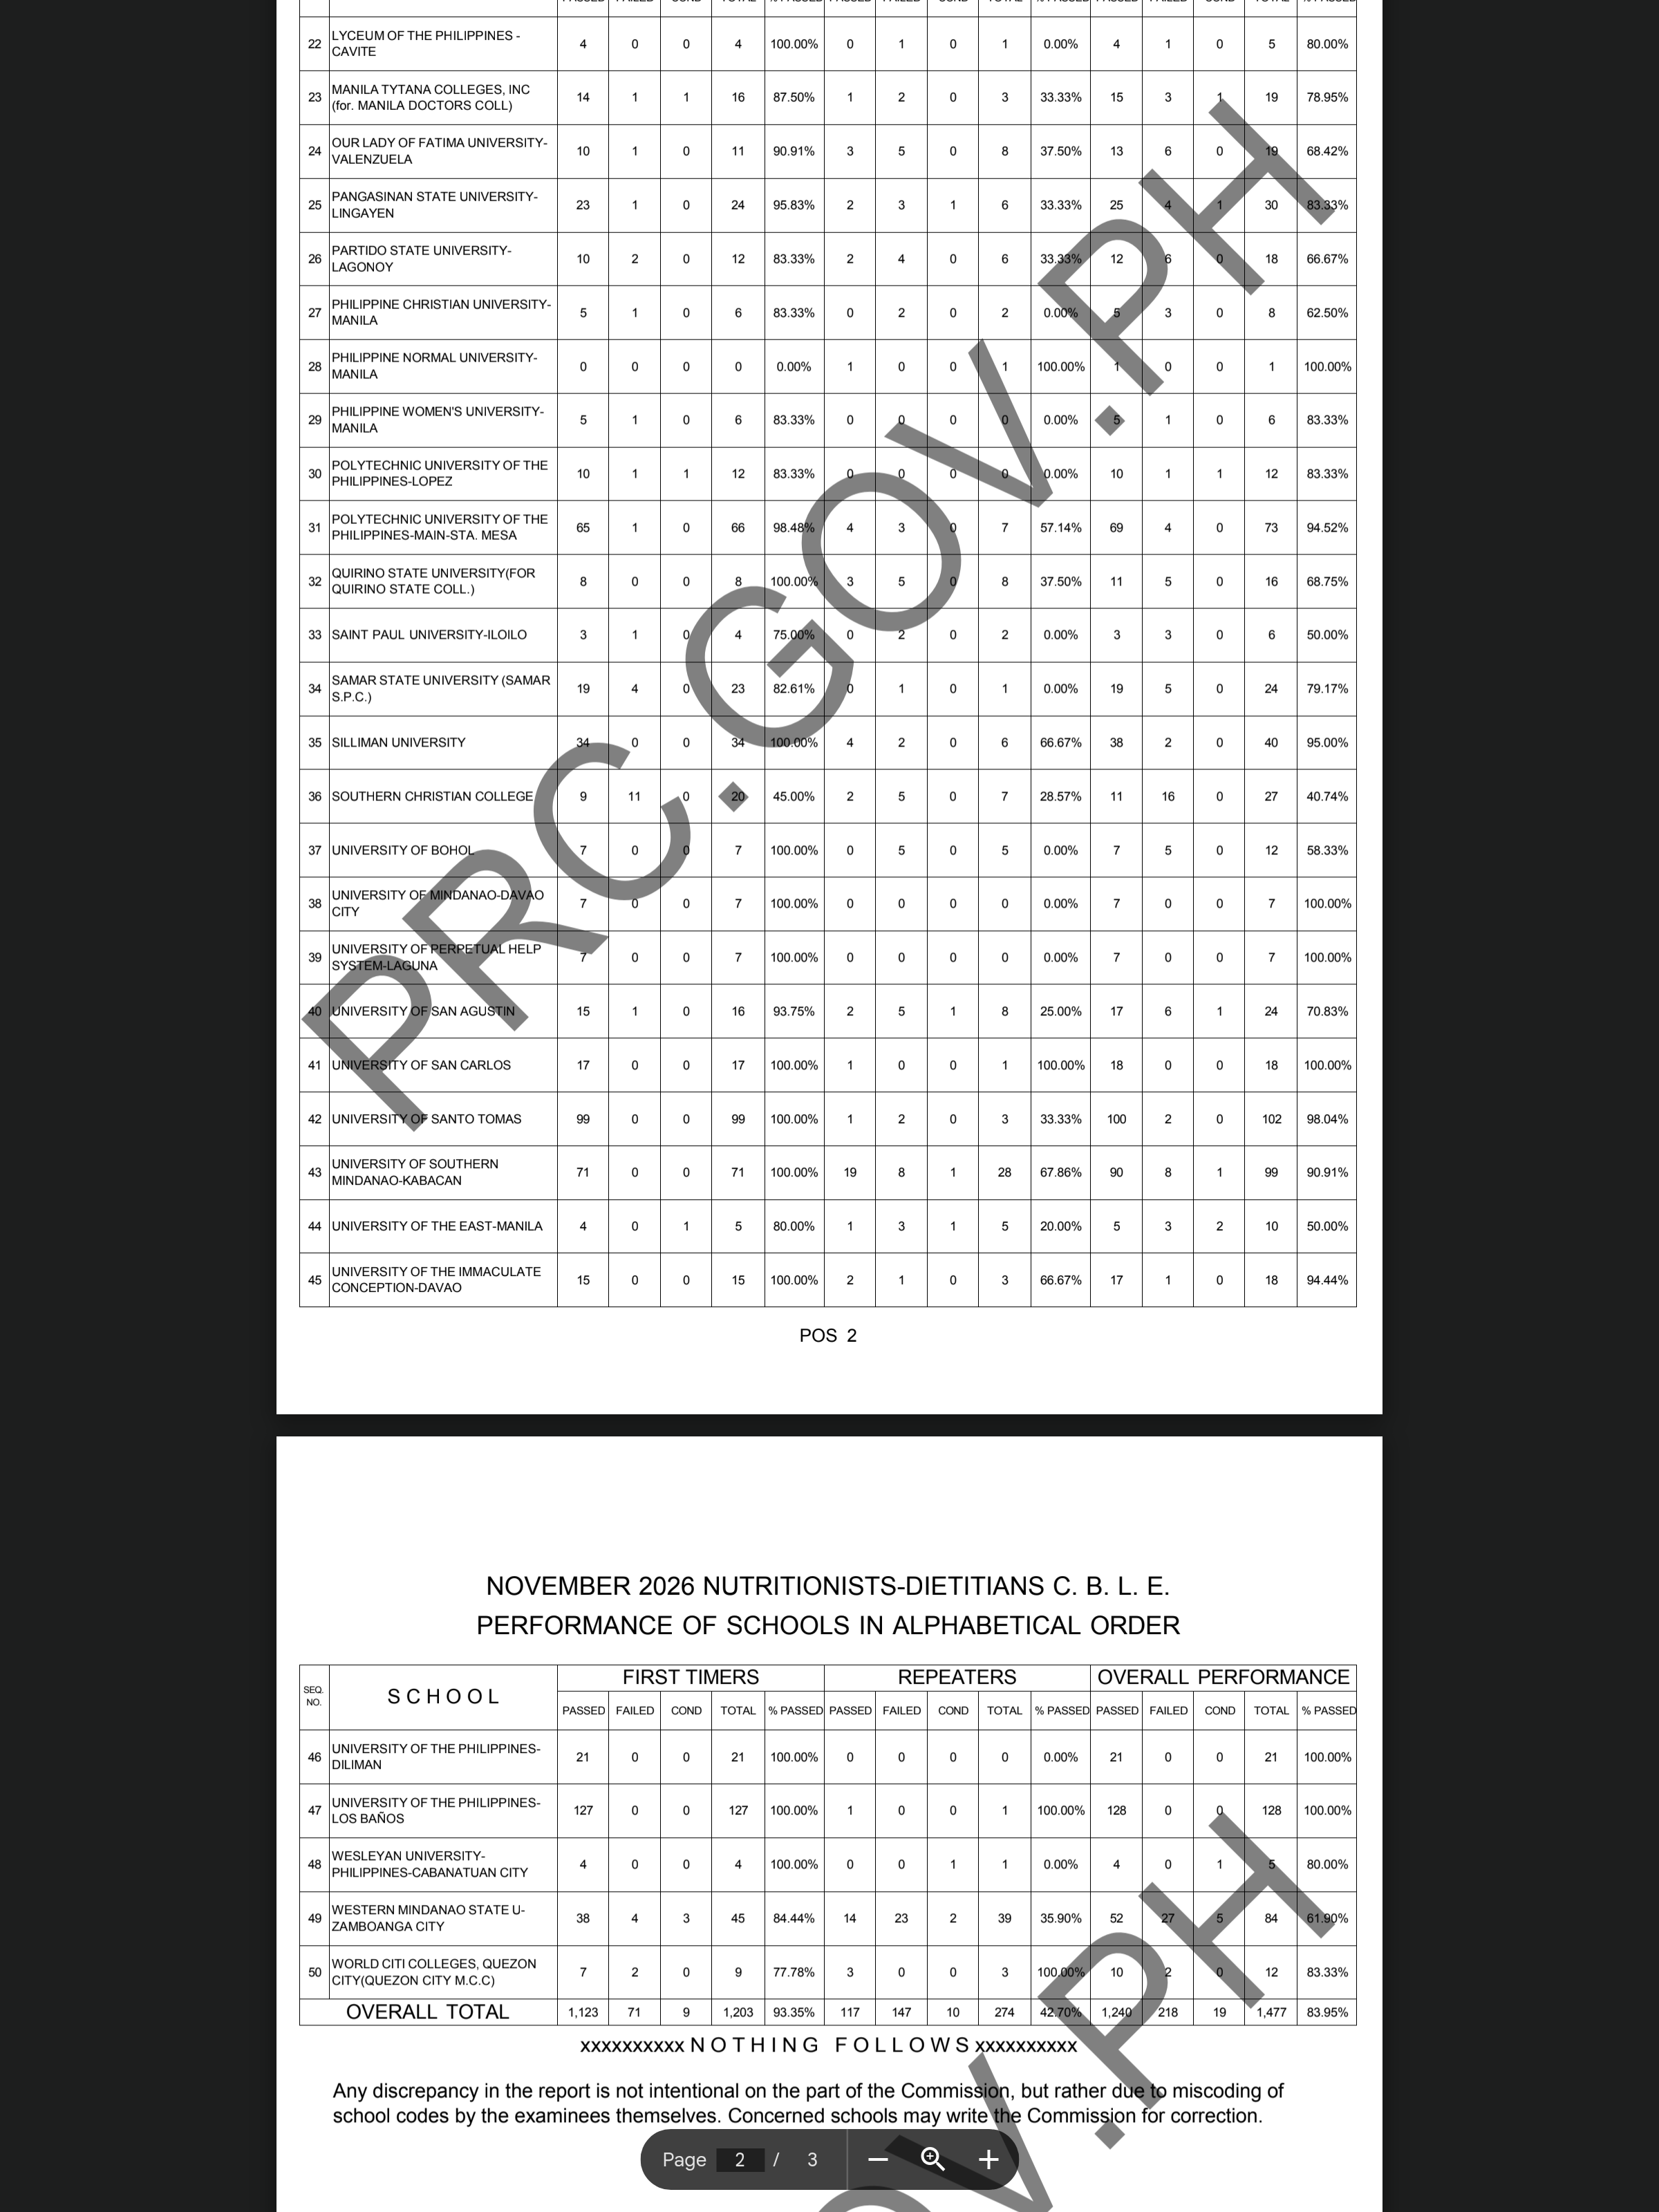 22 LYCEUM OF THE PHILIPPINES - CAVITE 4 0 0 4 100.00% 0 1 0 1 0.00% 4 1 0 5 80.00%
23 MANILA TYTANA COLLEGES, INC (for. MANILA DOCTORS COLL) 14 1 1 16 87.50% 1 2 0 3 33.33% 15 3 1 19 78.95%
24 OUR LADY OF FATIMA UNIVERSITY-VALENZUELA 10 1 0 11 90.91% 3 5 0 8 37.50% 13 6 0 19 68.42%
25 PANGASINAN STATE UNIVERSITY-LINGAYEN 23 1 0 24 95.83% 2 3 1 6 33.33% 25 4 1 30 83.33%
26 PARTIDO STATE UNIVERSITY-LAGONOY 10 2 0 12 83.33% 2 4 0 6 33.33% 12 6 0 18 66.67%
27 PHILIPPINE CHRISTIAN UNIVERSITY-MANILA 5 1 0 6 83.33% 0 2 0 2 0.00% 5 3 0 8 62.50%
28 PHILIPPINE NORMAL UNIVERSITY-MANILA 0 0 0 0 0.00% 1 0 0 1 100.00% 1 0 0 1 100.00%
29 PHILIPPINE WOMEN'S UNIVERSITY-MANILA 5 1 0 6 83.33% 0 0 0 0 0.00% 5 1 0 6 83.33%
30 POLYTECHNIC UNIVERSITY OF THE PHILIPPINES-LOPEZ 10 1 1 12 83.33% 0 0 0 0 0.00% 10 1 1 12 83.33%
31 POLYTECHNIC UNIVERSITY OF THE PHILIPPINES-MAIN-STA. MESA 65 1 0 66 98.48% 4 3 0 7 57.14% 69 4 0 73 94.52%
32 QUIRINO STATE UNIVERSITY(FOR QUIRINO STATE COLL.) 8 0 0 8 100.00% 3 5 0 8 37.50% 11 5 0 16 68.75%
33 SAINT PAUL UNIVERSITY-ILOILO 3 1 0 4 75.00% 0 2 0 2 0.00% 3 3 0 6 50.00%
34 SAMAR STATE UNIVERSITY (SAMAR S.P.C.) 19 4 0 23 82.61% 0 1 0 1 0.00% 19 5 0 24 79.17%
35 SILLIMAN UNIVERSITY 34 0 0 34 100.00% 4 2 0 6 66.67% 38 2 0 40 95.00%
36 SOUTHERN CHRISTIAN COLLEGE 9 11 0 20 45.00% 2 5 0 7 28.57% 11 16 0 27 40.74%
37 UNIVERSITY OF BOHOL 7 0 0 7 100.00% 0 5 0 5 0.00% 7 5 0 12 58.33%
38 UNIVERSITY OF MINDANAO-DAVAO CITY 7 0 0 7 100.00% 0 0 0 0 0.00% 7 0 0 7 100.00%
39 UNIVERSITY OF PERPETUAL HELP SYSTEM-LAGUNA 7 0 0 7 100.00% 0 0 0 0 0.00% 7 0 0 7 100.00%
40 UNIVERSITY OF SAN AGUSTIN 15 1 0 16 93.75% 2 5 1 8 25.00% 17 6 1 24 70.83%
41 UNIVERSITY OF SAN CARLOS 17 0 0 17 100.00% 1 0 0 1 100.00% 18 0 0 18 100.00%
42 UNIVERSITY OF SANTO TOMAS 99 0 0 99 100.00% 1 2 0 3 33.33% 100 2 0 102 98.04%
43 UNIVERSITY OF SOUTHERN MINDANAO-KABACAN 71 0 0 71 100.00% 19 8 1 28 67.86% 90 8 1 99 90.91%
44 UNIVERSITY OF THE EAST-MANILA 4 0 1 5 80.00% 1 3 1 5 20.00% 5 3 2 10 50.00%
45 UNIVERSITY OF THE IMMACULATE CONCEPTION-DAVAO 15 0 0 15 100.00% 2 1 0 3 66.67% 17 1 0 18 94.44%
PRC.GOV.PH
POS 2
NOVEMBER 2026 NUTRITIONISTS-DIETITIANS C. B. L. E.
PERFORMANCE OF SCHOOLS IN ALPHABETICAL ORDER
SEQ. NO. SCHOOL FIRST TIMERS REPEATERS OVERALL PERFORMANCE
PASSED FAILED COND TOTAL % PASSED PASSED FAILED COND TOTAL % PASSED PASSED FAILED COND TOTAL % PASSED
46 UNIVERSITY OF THE PHILIPPINES-DILIMAN 21 0 0 21 100.00% 0 0 0 0 0.00% 21 0 0 21 100.00%
47 UNIVERSITY OF THE PHILIPPINES-LOS BAÑOS 127 0 0 127 100.00% 1 0 0 1 100.00% 128 0 0 128 100.00%
48 WESLEYAN UNIVERSITY-PHILIPPINES-CABANATUAN CITY 4 0 0 4 100.00% 0 0 1 1 0.00% 4 0 1 5 80.00%
49 WESTERN MINDANAO STATE U-ZAMBOANGA CITY 38 4 3 45 84.44% 14 23 2 39 35.90% 52 27 5 84 61.90%
50 WORLD CITI COLLEGES, QUEZON CITY(QUEZON CITY M.C.C) 7 2 0 9 77.78% 3 0 0 3 100.00% 10 2 0 12 83.33%
OVERALL TOTAL 1,123 71 9 1,203 93.35% 117 147 10 274 42.70% 1,240 218 19 1,477 83.95%
xxxxxxxxxx NOTHING FOLLOWS xxxxxxxxxx
Any discrepancy in the report is not intentional on the part of the Commission, but rather due to miscoding of
school codes by the examinees themselves. Concerned schools may write the Commission for correction.
OV.PH
Page 2 / 3